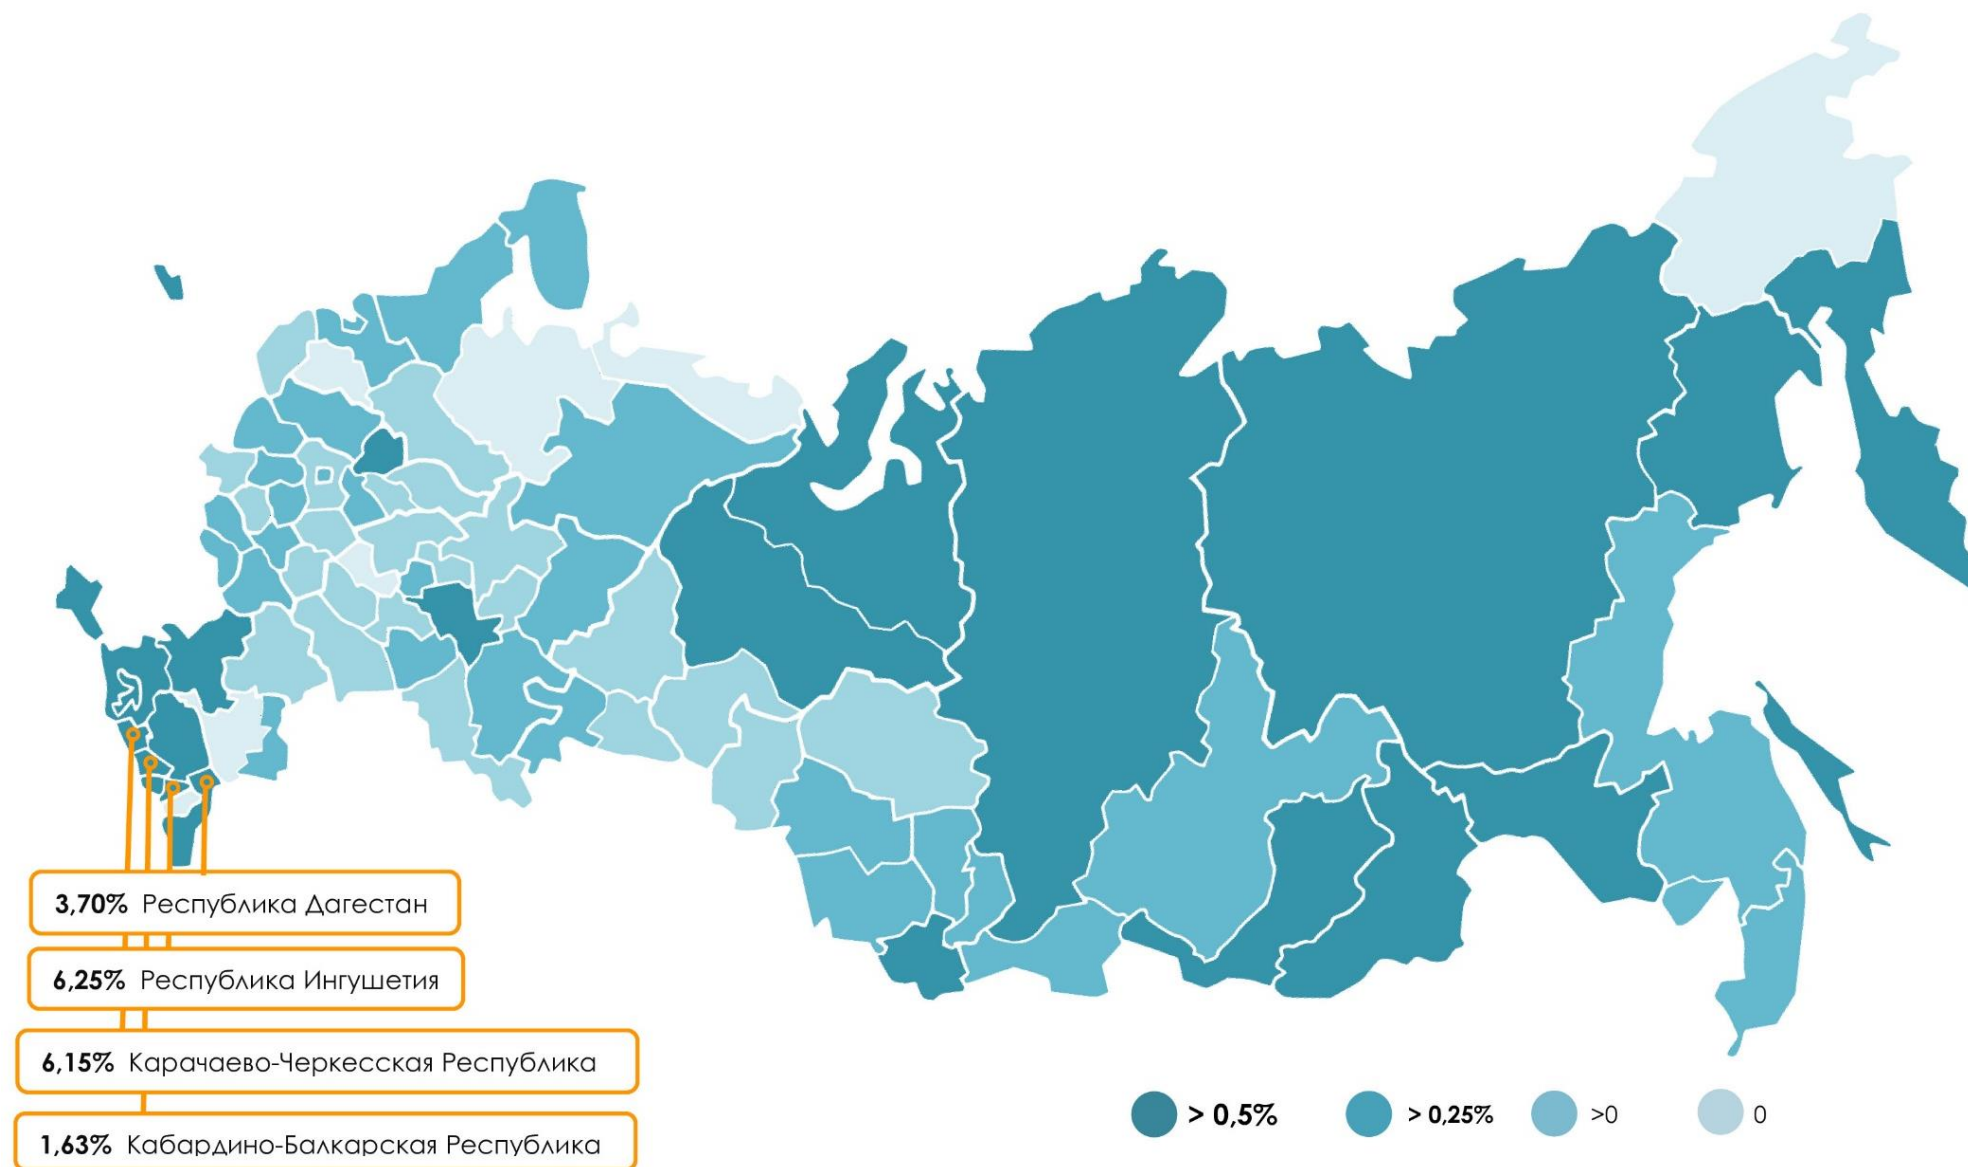 3,70% Республика Дагестан
6,25% Республика Ингушетия
6,15% Карачаево-Черкесская Республика
1,63% Кабардино-Балкарская Республика
> 0,5%
> 0,25%
>0
0